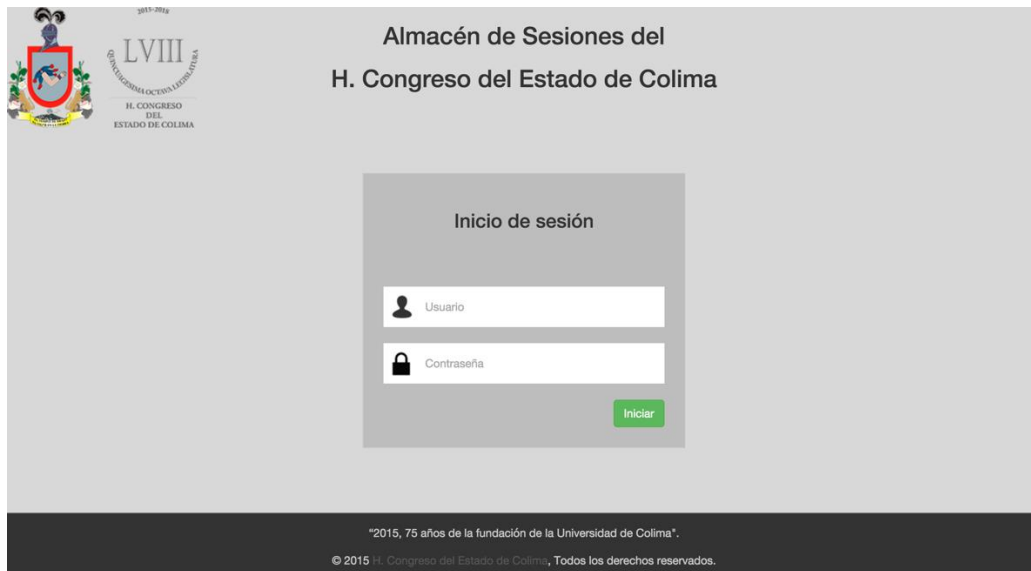 2015-2018
LVIII
QUINCUAGESIMA OCTAVA LEGISLATURA
H. CONGRESO
DEL
ESTADO DE COLIMA
Almacén de Sesiones del
H. Congreso del Estado de Colima
Inicio de sesión
Usuario
Contraseña
Iniciar
“2015, 75 años de la fundación de la Universidad de Colima".
© 2015 H. Congreso del Estado de Colima, Todos los derechos reservados.